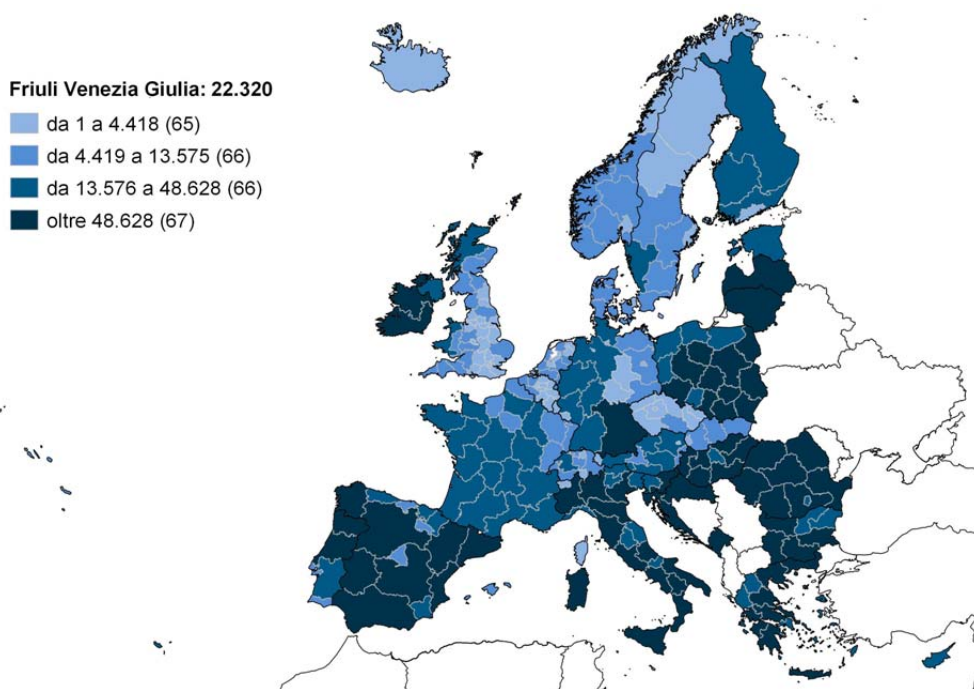 Friuli Venezia Giulia: 22.320
da 1 a 4.418 (65)
da 4.419 a 13.575 (66)
da 13.576 a 48.628 (66)
oltre 48.628 (67)